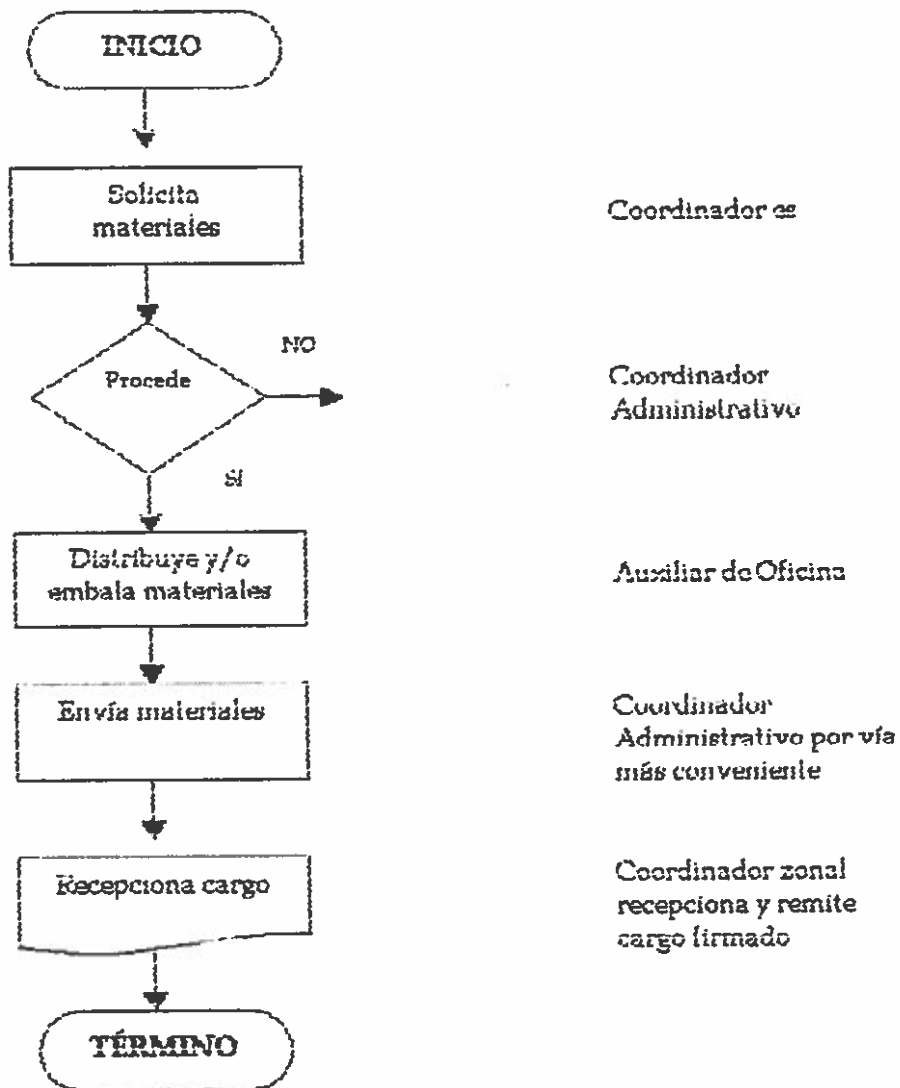 INICIO
Solicita
materiales
Coordinador es
Procede
NO
Coordinador
Administrativo
SI
Distribuye y/o
embala materiales
Auxiliar de Oficina
Envía materiales
Coordinador
Administrativo por vía
más conveniente
Recepciona cargo
Coordinador zonal
recepciona y remite
cargo firmado
TÉRMINO